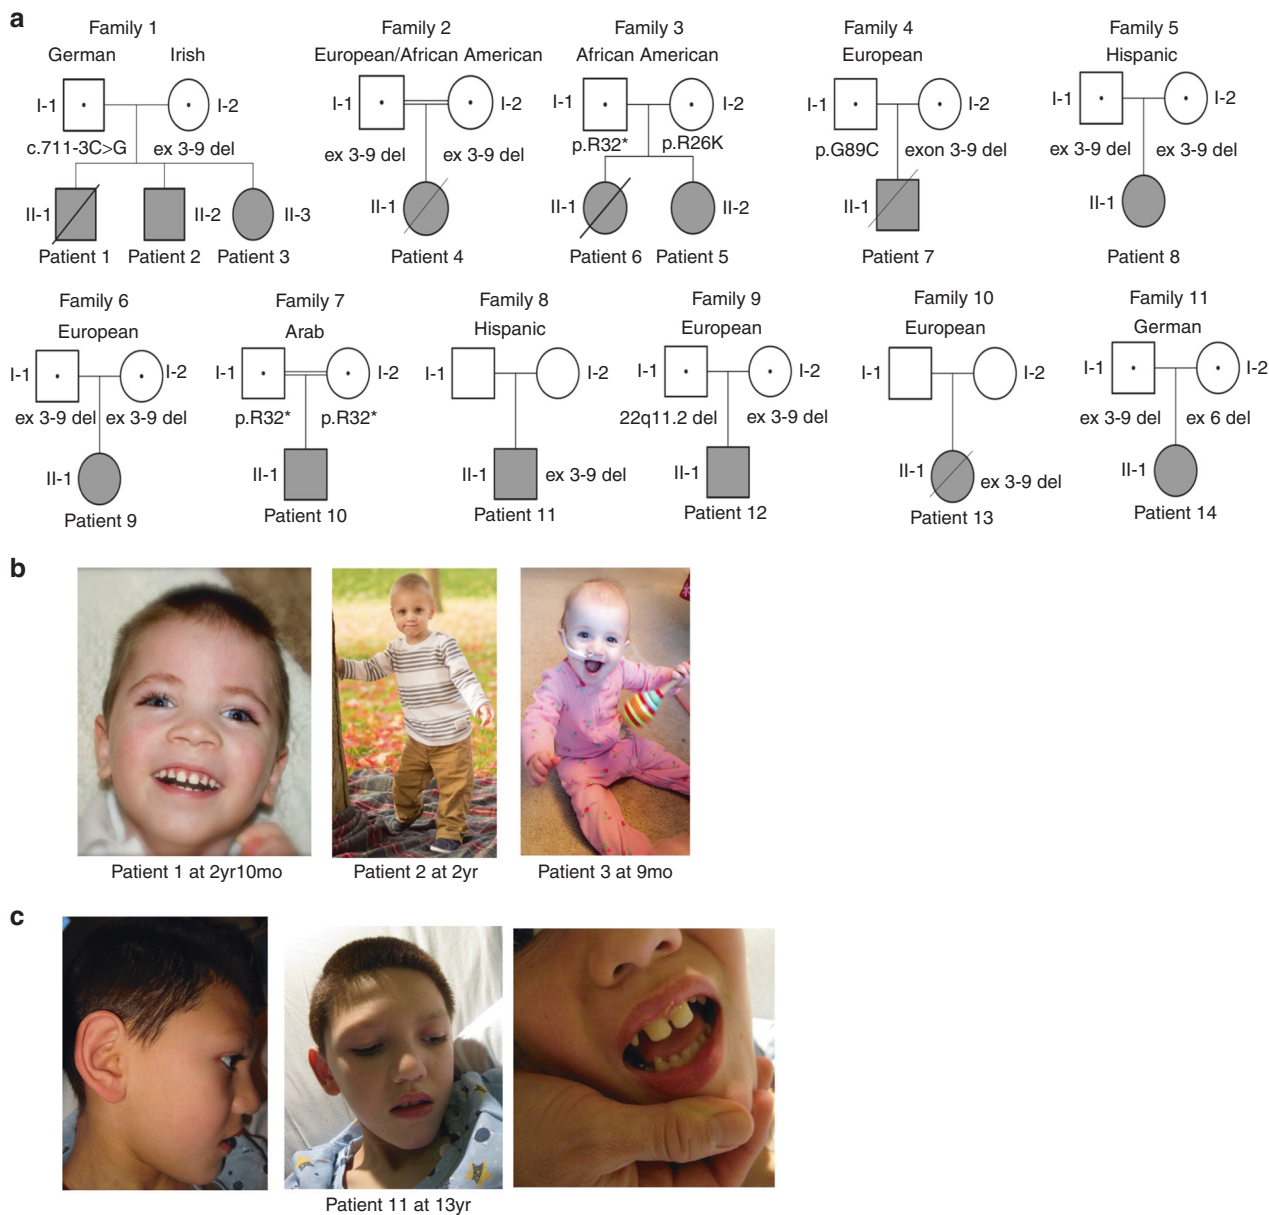 a
Family 1
German Irish
I-1 I-2
c.711-3C>G ex 3-9 del
II-1 II-2 II-3
Patient 1 Patient 2 Patient 3
Family 2
European/African American
I-1 I-2
ex 3-9 del ex 3-9 del
II-1
Patient 4
Family 3
African American
I-1 I-2
p.R32* p.R26K
II-1 II-2
Patient 6 Patient 5
Family 4
European
I-1 I-2
p.G89C exon 3-9 del
II-1
Patient 7
Family 5
Hispanic
I-1 I-2
ex 3-9 del ex 3-9 del
II-1
Patient 8
Family 6
European
I-1 I-2
ex 3-9 del ex 3-9 del
II-1
Patient 9
Family 7
Arab
I-1 I-2
p.R32* p.R32*
II-1
Patient 10
Family 8
Hispanic
I-1 I-2
II-1 ex 3-9 del
Patient 11
Family 9
European
I-1 I-2
22q11.2 del ex 3-9 del
II-1
Patient 12
Family 10
European
I-1 I-2
II-1 ex 3-9 del
Patient 13
Family 11
German
I-1 I-2
ex 3-9 del ex 6 del
II-1
Patient 14
b
Patient 1 at 2yr10mo Patient 2 at 2yr Patient 3 at 9mo
c
Patient 11 at 13yr